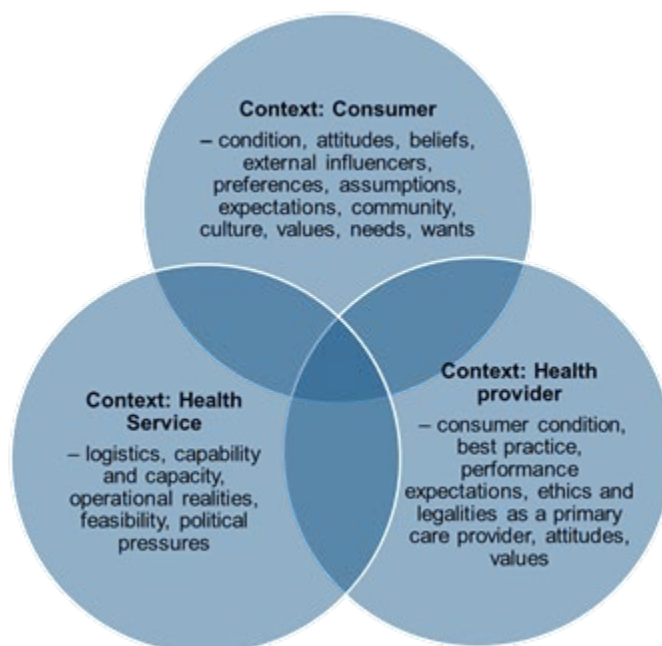 Context: Consumer
– condition, attitudes, beliefs,
external influencers,
preferences, assumptions,
expectations, community,
culture, values, needs, wants
Context: Health
Service
– logistics, capability
and capacity,
operational realities,
feasibility, political
pressures
Context: Health
provider
– consumer condition,
best practice,
performance
expectations, ethics and
legalities as a primary
care provider, attitudes,
values